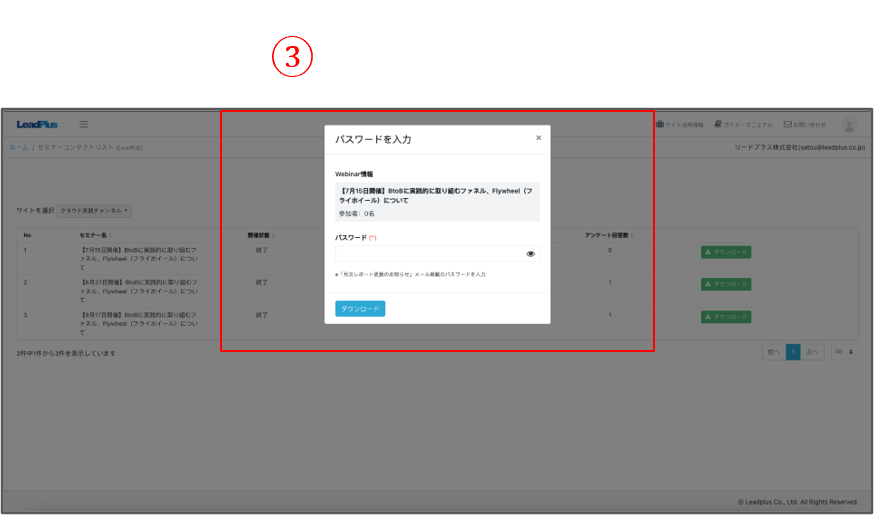 ③
LeadPlus
サイト活用情報
ガイド・マニュアル
お問い合わせ
ホーム / セミナーコンタクトリスト (Excel形式)
リードプラス株式会社(satou@leadplus.co.jp)
パスワードを入力
×
Webinar情報
【7月15日開催】BtoBに実践的に取り組むファネル、Flywheel（フ
ライホイール）について
参加者: 0名
パスワード (*)
※「月次レポート更新のお知らせ」メール掲載のパスワードを入力
ダウンロード
サイトを選択 クラウド実践チャンネル
No セミナー名 開催状態 アンケート回答数
1 【7月15日開催】BtoBに実践的に取り組むフ
ァネル、Flywheel（フライホイール）につい
て
終了 0 ダウンロード
2 【8月27日開催】BtoBに実践的に取り組むフ
ァネル、Flywheel（フライホイール）につい
て
終了 1 ダウンロード
3 【8月17日開催】BtoBに実践的に取り組むフ
ァネル、Flywheel（フライホイール）につい
て
終了 1 ダウンロード
3件中1件から3件を表示しています
前へ 1 次へ 50
© Leadplus Co., Ltd. All Rights Reserved.